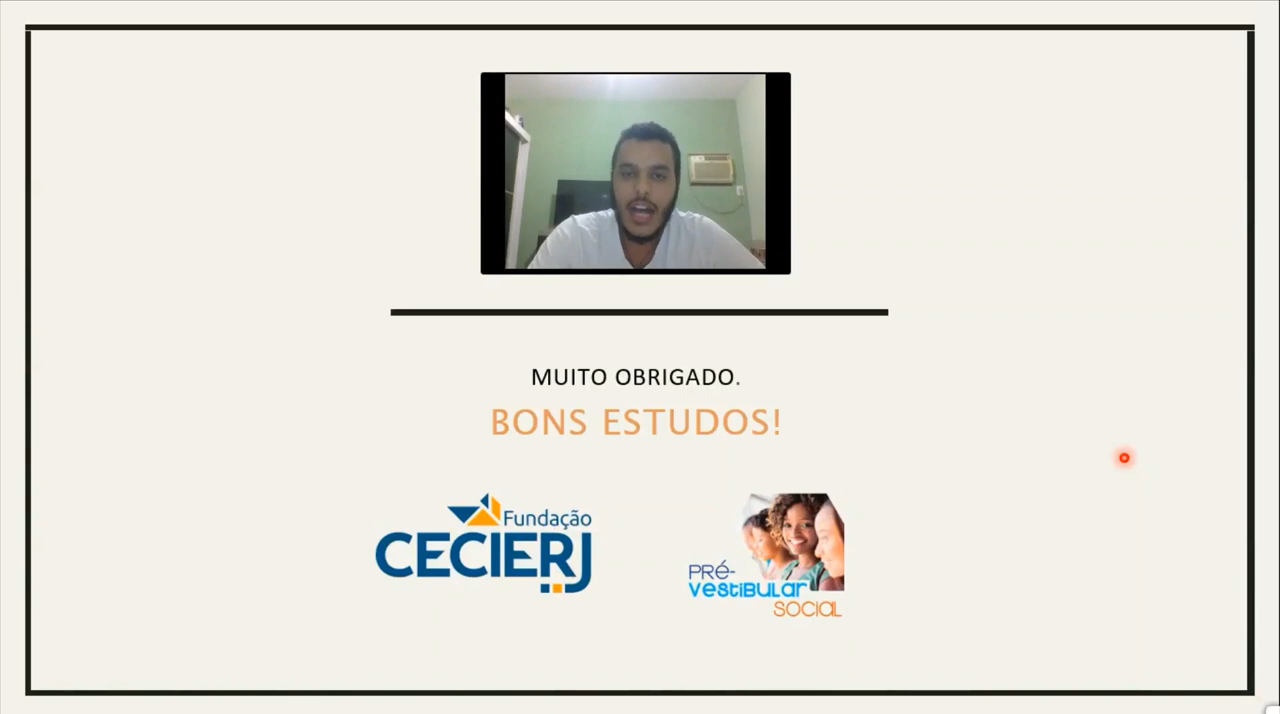 MUITO OBRIGADO.
BONS ESTUDOS!
Fundação
CECIERJ
PRÉ-
VESTIBULAR
SOCIAL